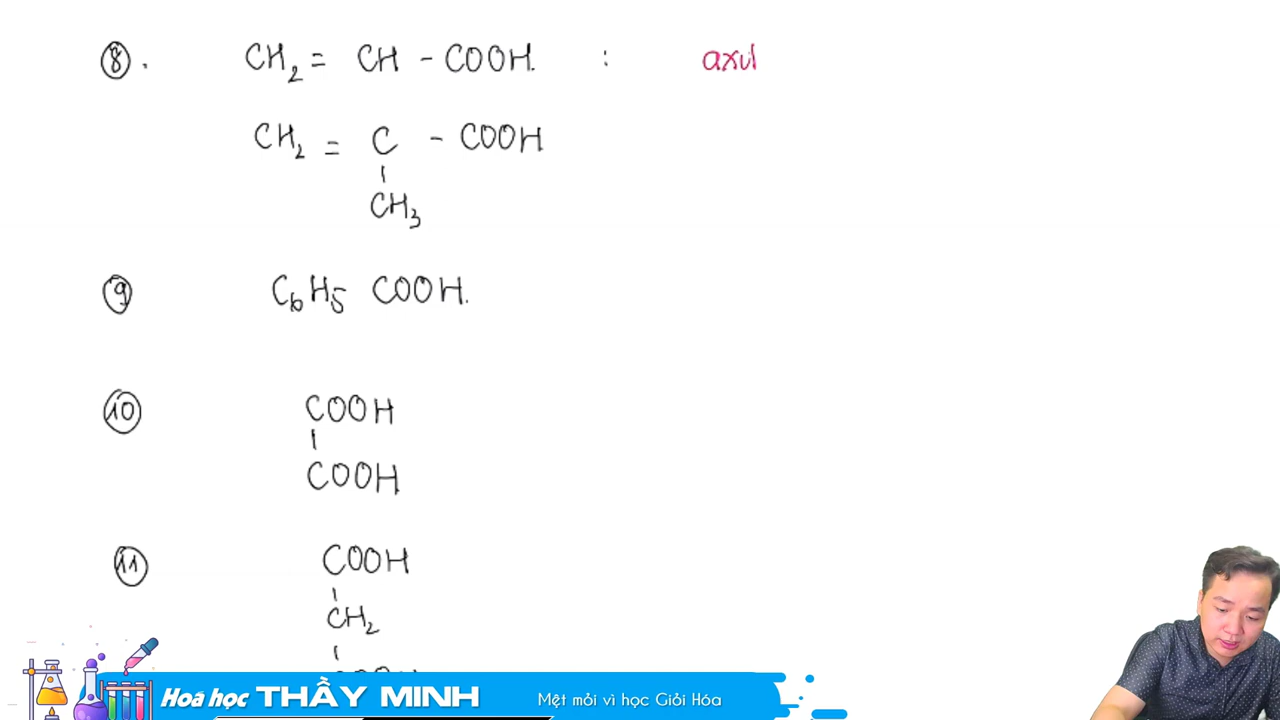 ⑧. CH₂ = CH - COOH. : axit
CH₂ = C - COOH
CH₃
⑨ C₆H₅ COOH.
⑩ COOH
COOH
⑪ COOH
CH₂
Hoá học THẦY MINH Mệt mỏi vì học Giỏi Hóa